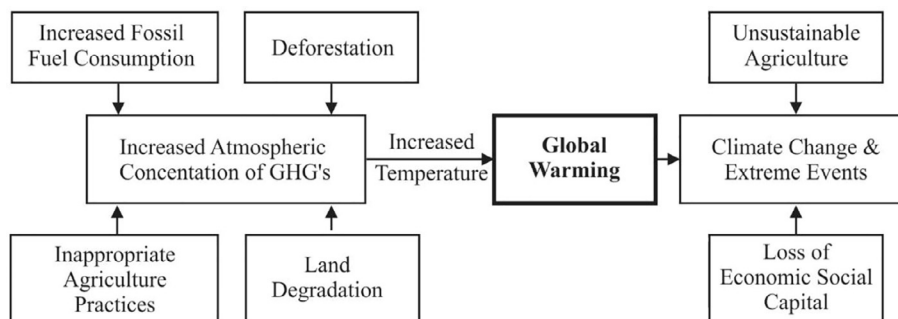 Increased Fossil
Fuel Consumption
Deforestation
Unsustainable
Agriculture
Increased Atmospheric
Concentation of GHG's
Increased
Temperature
Global
Warming
Climate Change &
Extreme Events
Inappropriate
Agriculture
Practices
Land
Degradation
Loss of
Economic Social
Capital